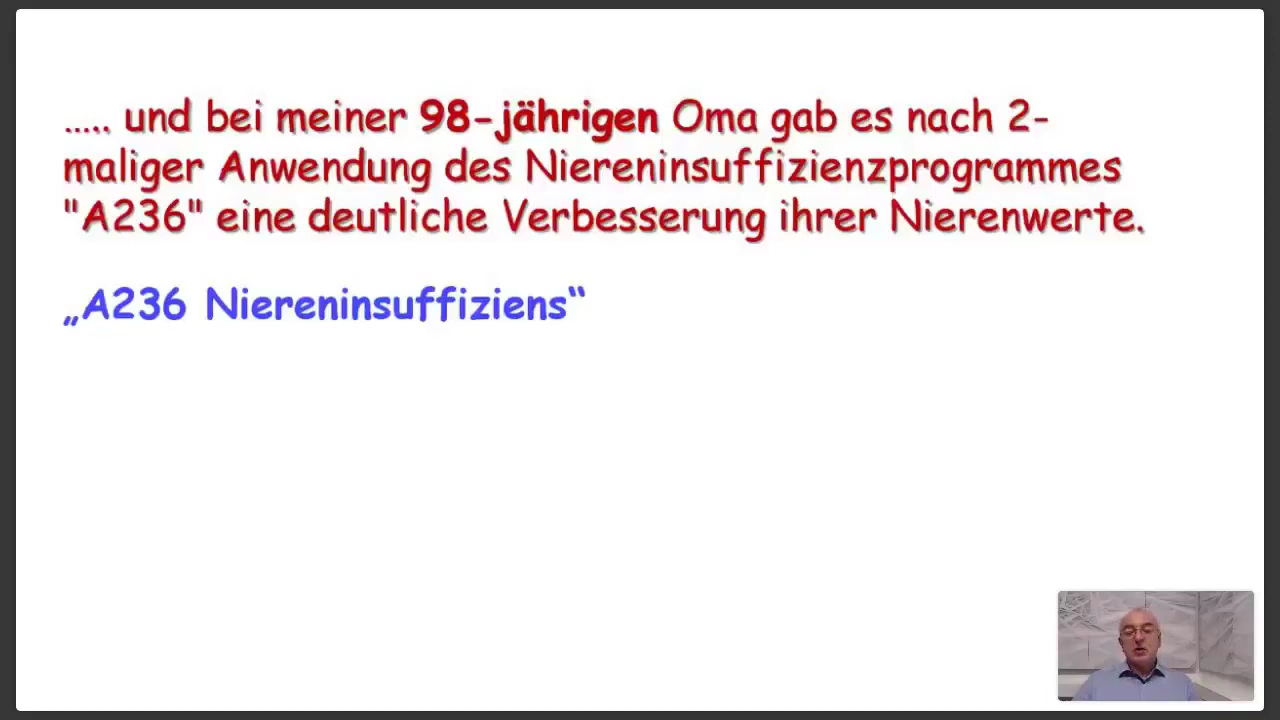 ..... und bei meiner 98-jährigen Oma gab es nach 2-
maliger Anwendung des Niereninsuffizienzprogrammes
"A236" eine deutliche Verbesserung ihrer Nierenwerte.
„A236 Niereninsuffiziens“